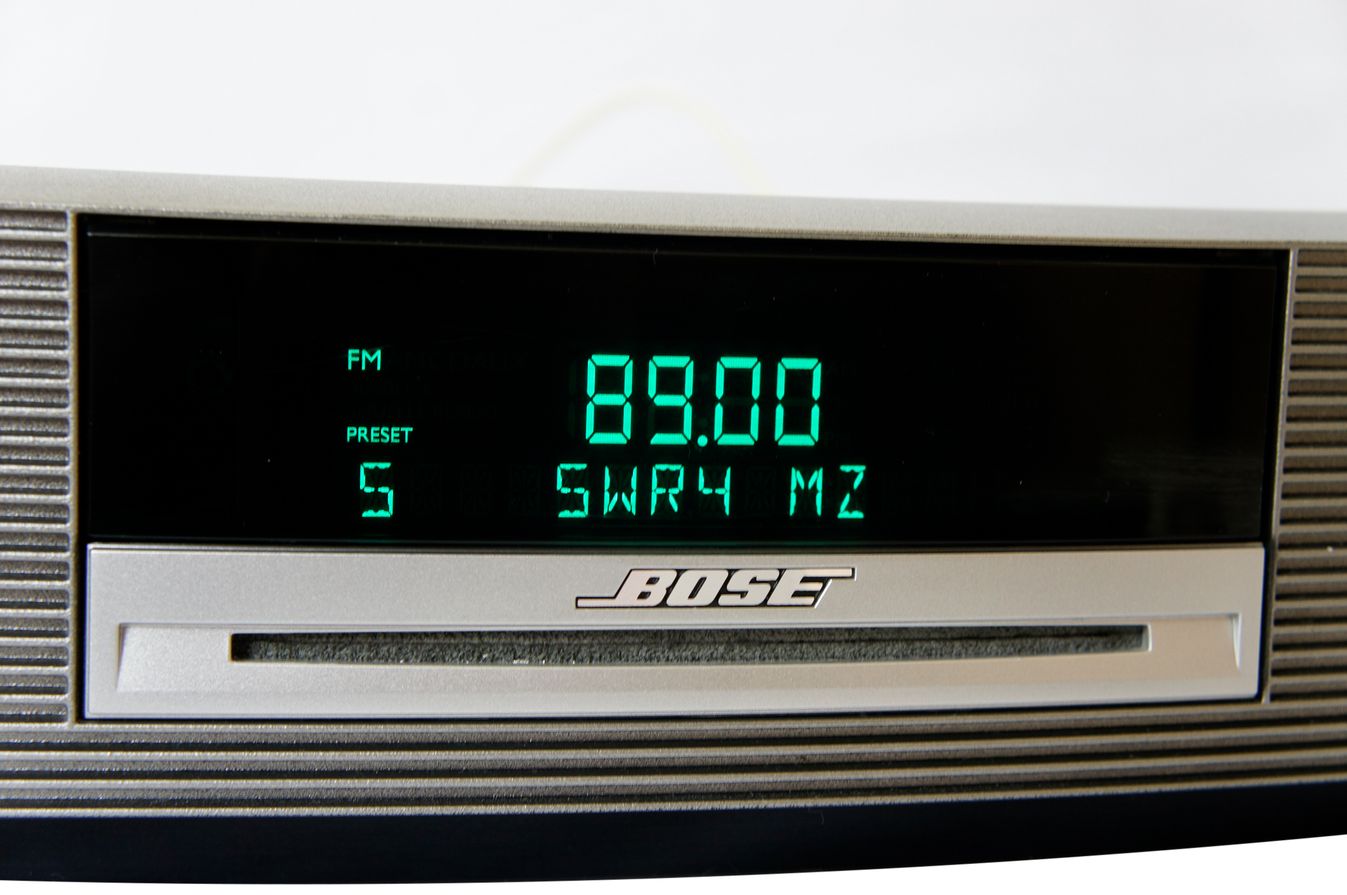 FM
89.00
PRESET
5 SWR4 MZ
BOSE